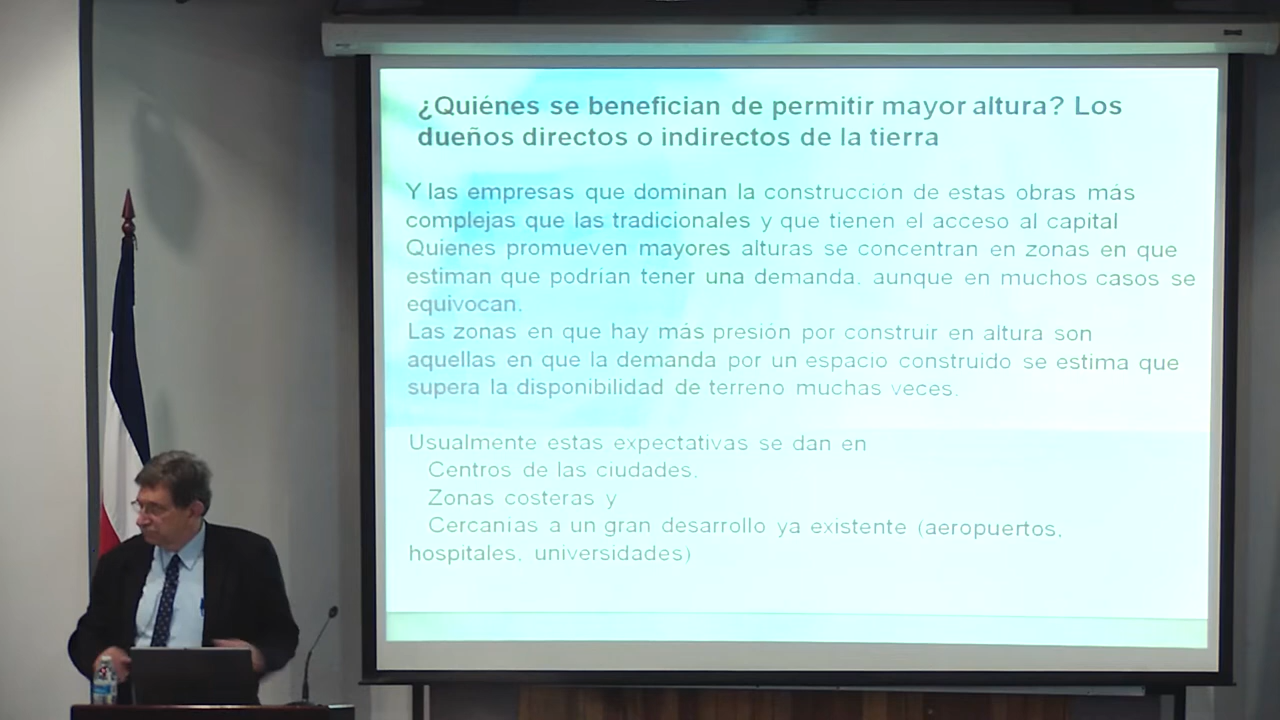 ¿Quiénes se benefician de permitir mayor altura? Los
dueños directos o indirectos de la tierra
Y las empresas que dominan la construcción de estas obras más
complejas que las tradicionales y que tienen el acceso al capital
Quienes promueven mayores alturas se concentran en zonas en que
estiman que podrían tener una demanda, aunque en muchos casos se
equivocan.
Las zonas en que hay más presión por construir en altura son
aquellas en que la demanda por un espacio construido se estima que
supera la disponibilidad de terreno muchas veces.
Usualmente estas expectativas se dan en
Centros de las ciudades,
Zonas costeras y
Cercanías a un gran desarrollo ya existente (aeropuertos,
hospitales, universidades)